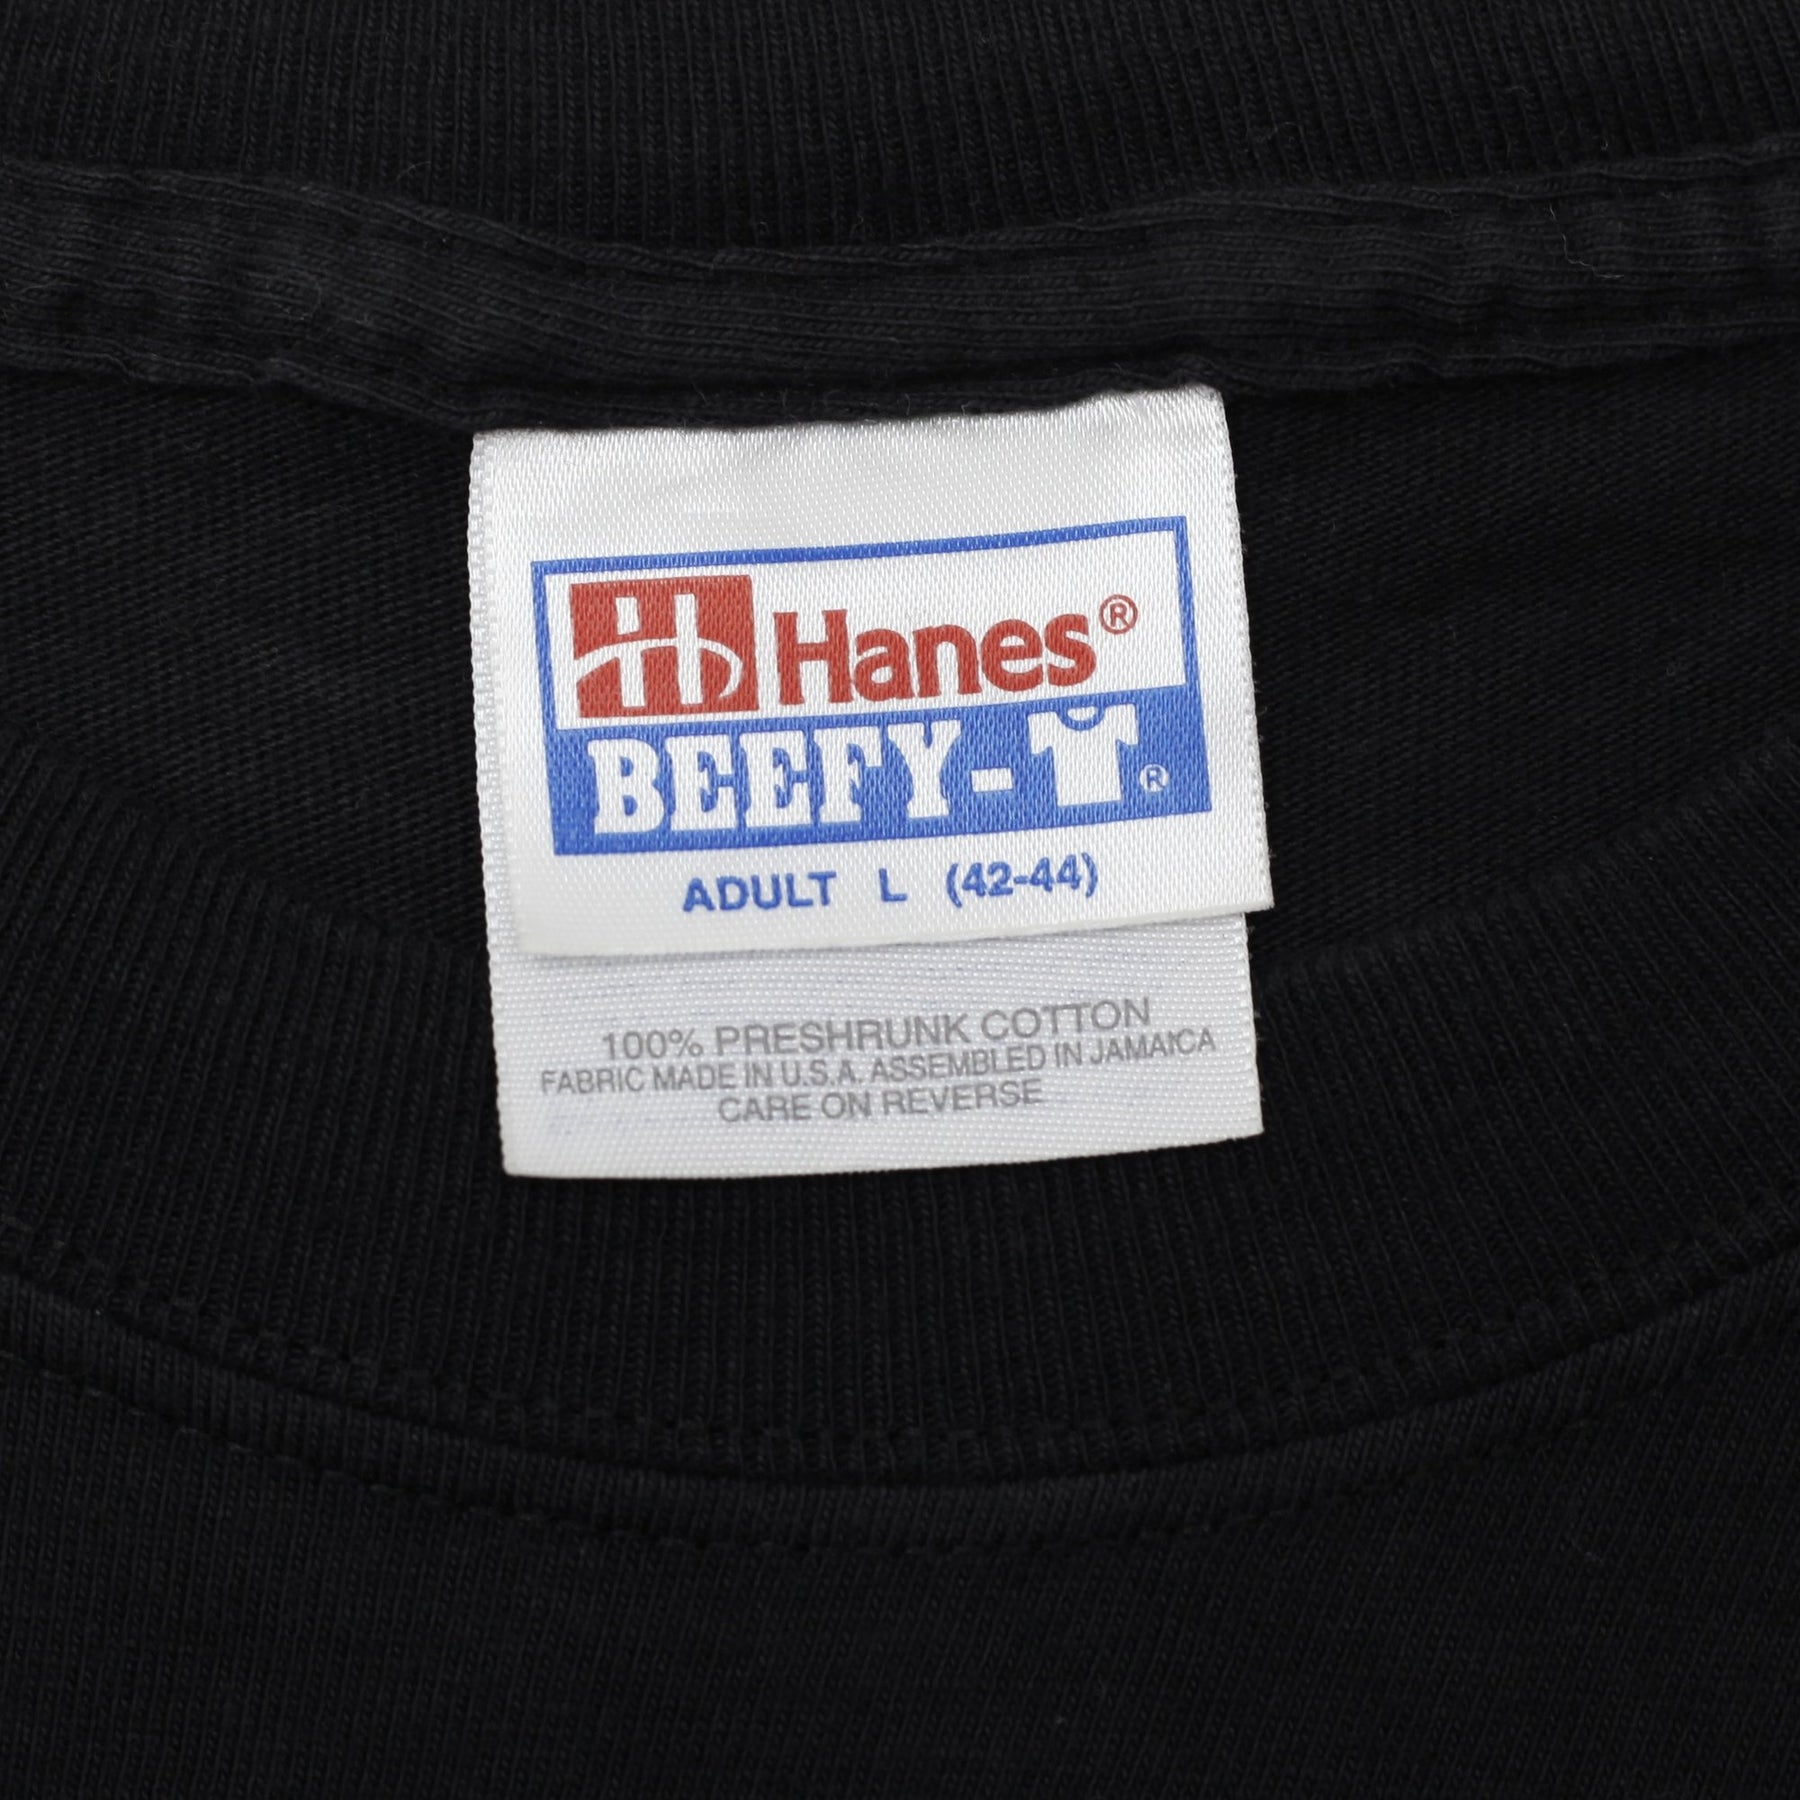 Hanes®
BEEFY-T®
ADULT L (42-44)
100% PRESHRUNK COTTON
FABRIC MADE IN U.S.A. ASSEMBLED IN JAMAICA
CARE ON REVERSE